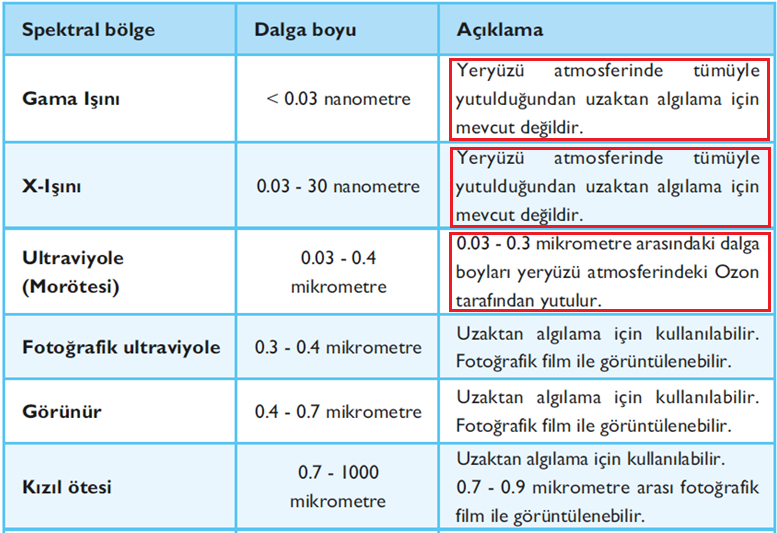 Spektral bölge Dalga boyu Açıklama
Gama Işını < 0.03 nanometre Yeryüzü atmosferinde tümüyle
yutulduğundan uzaktan algılama için
mevcut değildir.
X-Işını 0.03 - 30 nanometre Yeryüzü atmosferinde tümüyle
yutulduğundan uzaktan algılama için
mevcut değildir.
Ultraviyole
(Morötesi)
0.03 - 0.4
mikrometre
0.03 - 0.3 mikrometre arasındaki dalga
boyları yeryüzü atmosferindeki Ozon
tarafından yutulur.
Fotoğrafik ultraviyole 0.3 - 0.4 mikrometre Uzaktan algılama için kullanılabilir.
Fotoğrafik film ile görüntülenebilir.
Görünür 0.4 - 0.7 mikrometre Uzaktan algılama için kullanılabilir.
Fotoğrafik film ile görüntülenebilir.
Kızıl ötesi
0.7 - 1000
mikrometre
Uzaktan algılama için kullanılabilir.
0.7 - 0.9 mikrometre arası fotoğrafik
film ile görüntülenebilir.